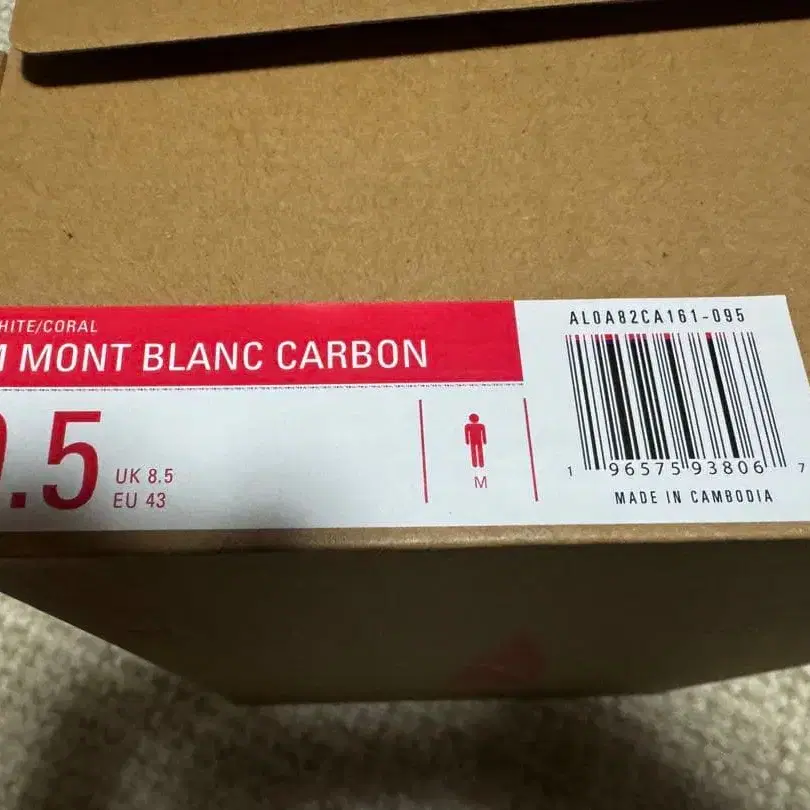 HITE/CORAL
M MONT BLANC CARBON
.5
UK 8.5
EU 43
M
AL0A82CA161-095
1 96575 93806 7
MADE IN CAMBODIA